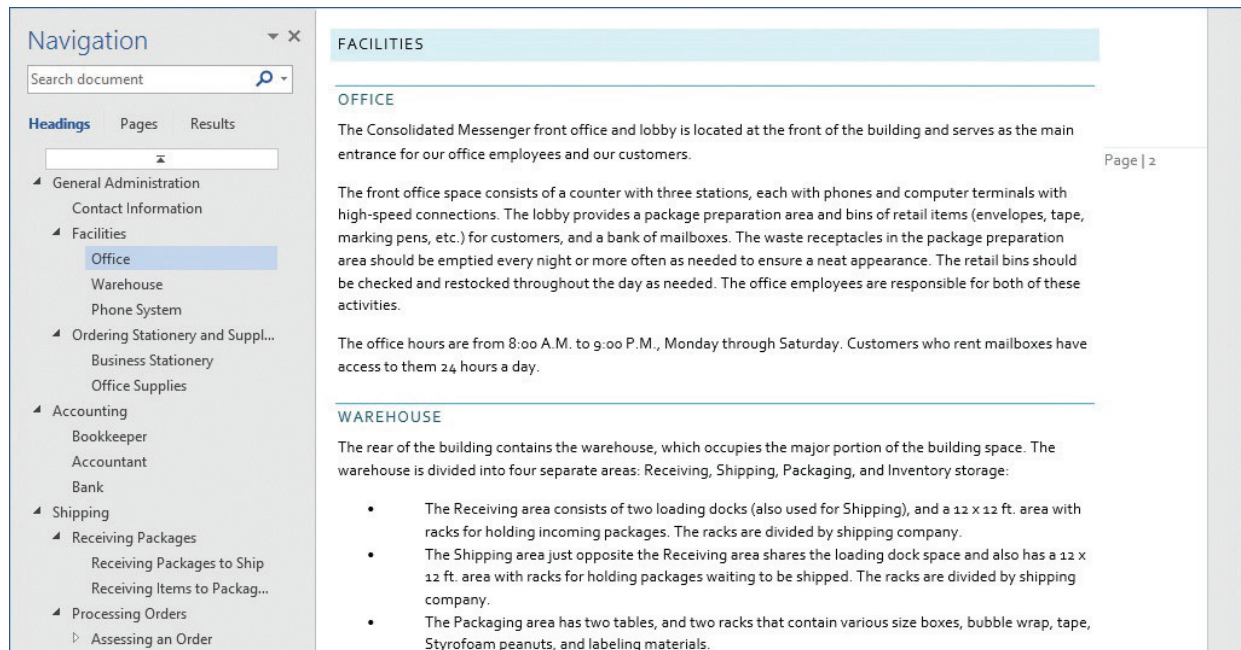 Navigation
Search document
Headings Pages Results
General Administration
Contact Information
Facilities
Office
Warehouse
Phone System
Ordering Stationery and Suppl...
Business Stationery
Office Supplies
Accounting
Bookkeeper
Accountant
Bank
Shipping
Receiving Packages
Receiving Packages to Ship
Receiving Items to Packag...
Processing Orders
Assessing an Order
FACILITIES
OFFICE
The Consolidated Messenger front office and lobby is located at the front of the building and serves as the main
entrance for our office employees and our customers.
The front office space consists of a counter with three stations, each with phones and computer terminals with
high-speed connections. The lobby provides a package preparation area and bins of retail items (envelopes, tape,
marking pens, etc.) for customers, and a bank of mailboxes. The waste receptacles in the package preparation
area should be emptied every night or more often as needed to ensure a neat appearance. The retail bins should
be checked and restocked throughout the day as needed. The office employees are responsible for both of these
activities.
The office hours are from 8:00 A.M. to 9:00 P.M., Monday through Saturday. Customers who rent mailboxes have
access to them 24 hours a day.
WAREHOUSE
The rear of the building contains the warehouse, which occupies the major portion of the building space. The
warehouse is divided into four separate areas: Receiving, Shipping, Packaging, and Inventory storage:
• The Receiving area consists of two loading docks (also used for Shipping), and a 12 x 12 ft. area with
racks for holding incoming packages. The racks are divided by shipping company.
• The Shipping area just opposite the Receiving area shares the loading dock space and also has a 12 x
12 ft. area with racks for holding packages waiting to be shipped. The racks are divided by shipping
company.
• The Packaging area has two tables, and two racks that contain various size boxes, bubble wrap, tape,
Styrofoam peanuts, and labeling materials.
Page | 2